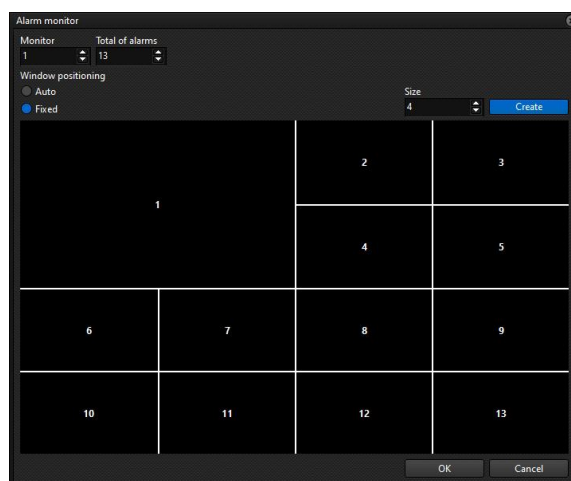 Alarm monitor
Monitor Total of alarms
1 13
Window positioning
Auto
Fixed
Size
4 Create
1
2 3
4 5
6 7 8 9
10 11 12 13
OK Cancel